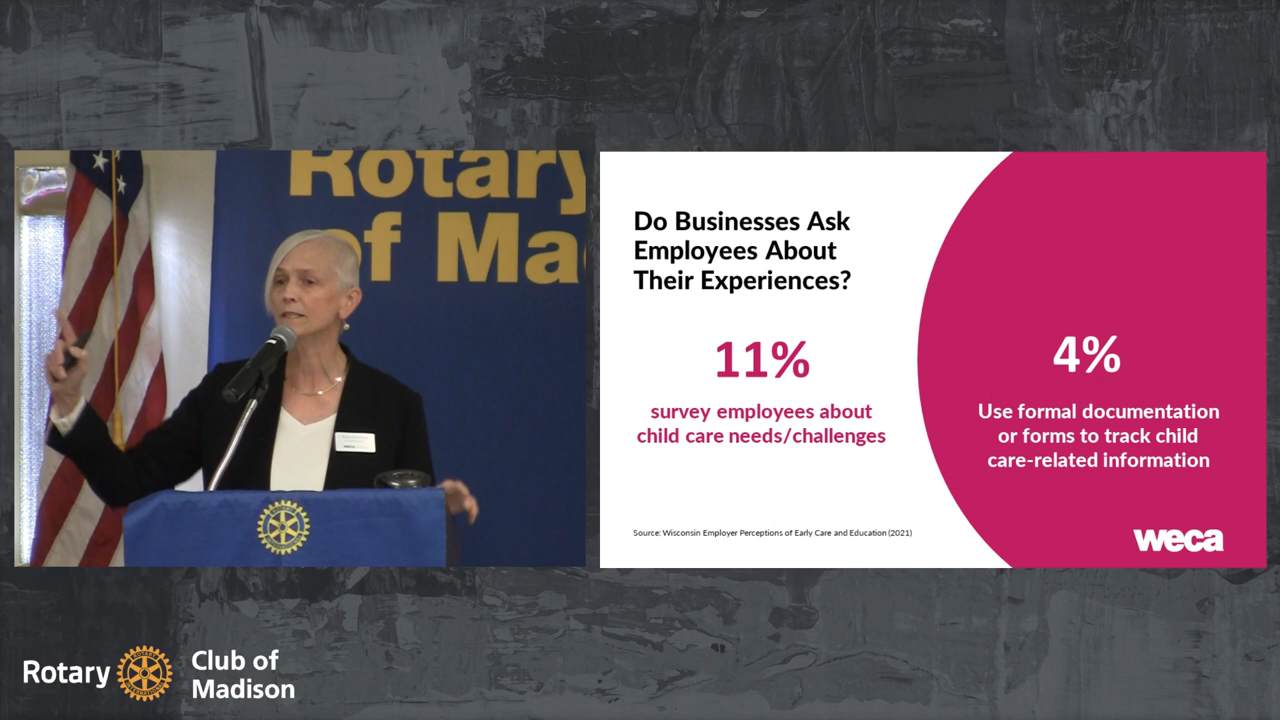 Rotary
of Ma
Do Businesses Ask
Employees About
Their Experiences?
11%
survey employees about
child care needs/challenges
4%
Use formal documentation
or forms to track child
care-related information
Source: Wisconsin Employer Perceptions of Early Care and Education (2021)
weca
Rotary
Club of
Madison